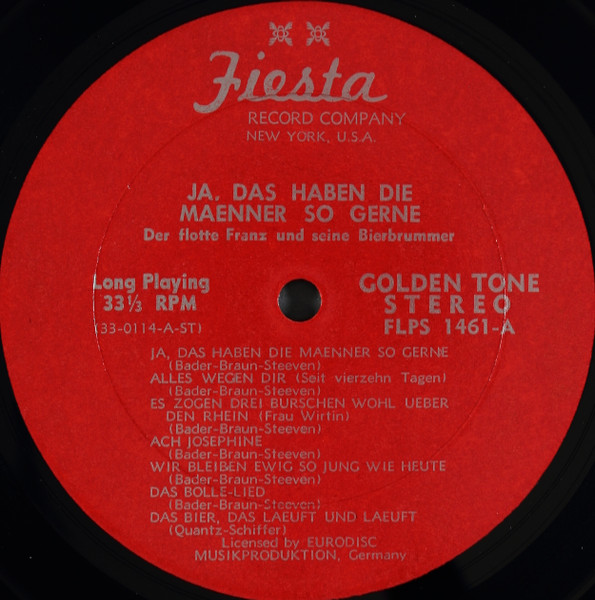 Fiesta
RECORD COMPANY
NEW YORK, U.S.A.
JA, DAS HABEN DIE
MAENNER SO GERNE
Der flotte Franz und seine Bierbrummer
Long Playing
33⅓ RPM
(33-0114-A-ST)
GOLDEN TONE
STEREO
FLPS 1461-A
JA, DAS HABEN DIE MAENNER SO GERNE
(Bader-Braun-Steeven)
ALLES WEGEN DIR (Seit vierzehn Tagen)
(Bader-Braun-Steeven)
ES ZOGEN DREI BURSCHEN WOHL UEBER
DEN RHEIN (Frau Wirtin)
(Bader-Braun-Steeven)
ACH JOSEPHINE
(Bader-Braun-Steeven)
WIR BLEIBEN EWIG SO JUNG WIE HEUTE
(Bader-Braun-Steeven)
DAS BOLLE-LIED
(Bader-Braun-Steeven)
DAS BIER, DAS LAEUFT UND LAEUFT
(Quantz-Schiffer)
Licensed by EURODISC
MUSIKPRODUKTION, Germany